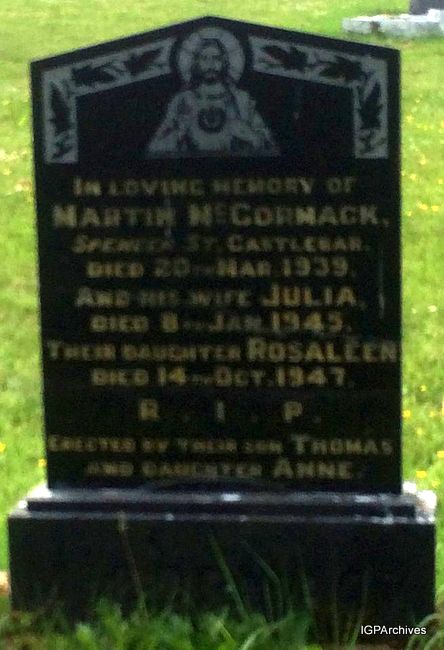 In loving memory of
Martin McCormack.
Spencer St. Castlebar.
Died 20th Mar. 1939.
And his wife Julia.
Died 8th Jan. 1945.
Their daughter Rosaleen
Died 14th Oct. 1947.
R . I . P.
Erected by their son Thomas
and daughter Anne.
IGPArchives